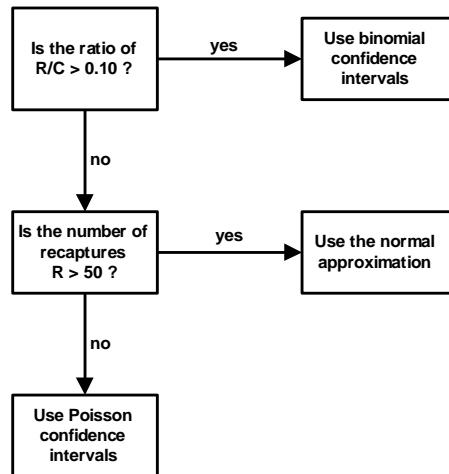 Is the ratio of
R/C > 0.10 ?
yes
Use binomial
confidence
intervals
no
Is the number of
recaptures
R > 50 ?
yes
Use the normal
approximation
no
Use Poisson
confidence
intervals